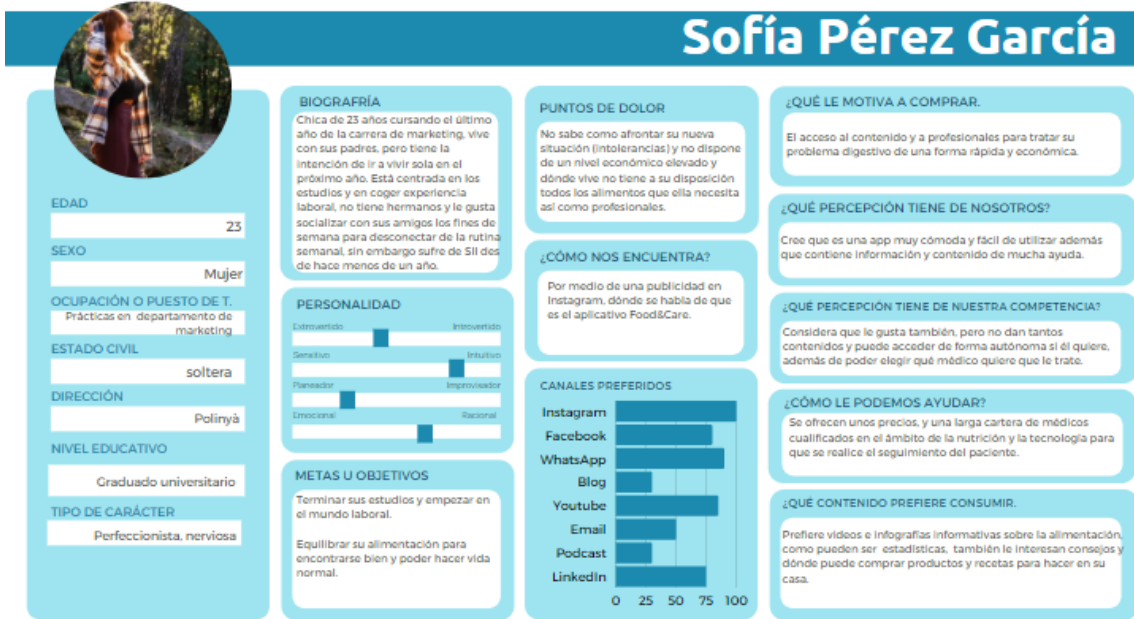 Sofía Pérez García
EDAD
23
SEXO
Mujer
OCUPACIÓN O PUESTO DE T.
Prácticas en departamento de
marketing
ESTADO CIVIL
soltera
DIRECCIÓN
Polinyà
NIVEL EDUCATIVO
Graduado universitario
TIPO DE CARÁCTER
Perfeccionista, nerviosa
BIOGRAFRÍA
Chica de 23 años cursando el último
año de la carrera de marketing, vive
con sus padres, pero tiene la
intención de ir a vivir sola en el
próximo año. Está centrada en los
estudios y en coger experiencia
laboral, no tiene hermanos y le gusta
socializar con sus amigos los fines de
semana para desconectar de la rutina
semanal, sin embargo sufre de SII des
de hace menos de un año.
PERSONALIDAD
Extrovertido Introvertido
Sensitivo Intuitivo
Planeador Improvisador
Emocional Racional
METAS U OBJETIVOS
Terminar sus estudios y empezar en
el mundo laboral.
Equilibrar su alimentación para
encontrarse bien y poder hacer vida
normal.
PUNTOS DE DOLOR
No sabe como afrontar su nueva
situación (intolerancias) y no dispone
de un nivel económico elevado y
dónde vive no tiene a su disposición
todos los alimentos que ella necesita
así como profesionales.
¿CÓMO NOS ENCUENTRA?
Por medio de una publicidad en
Instagram, dónde se habla de que
es el aplicativo Food&Care.
CANALES PREFERIDOS
Instagram
Facebook
WhatsApp
Blog
Youtube
Email
Podcast
LinkedIn
0 25 50 75 100
¿QUÉ LE MOTIVA A COMPRAR.
El acceso al contenido y a profesionales para tratar su
problema digestivo de una forma rápida y económica.
¿QUÉ PERCEPCIÓN TIENE DE NOSOTROS?
Cree que es una app muy cómoda y fácil de utilizar además
que contiene información y contenido de mucha ayuda.
¿QUÉ PERCEPCIÓN TIENE DE NUESTRA COMPETENCIA?
Considera que le gusta también, pero no dan tantos
contenidos y puede acceder de forma autónoma si él quiere,
además de poder elegir qué médico quiere que le trate.
¿CÓMO LE PODEMOS AYUDAR?
Se ofrecen unos precios, y una larga cartera de médicos
cualificados en el ámbito de la nutrición y la tecnología para
que se realice el seguimiento del paciente.
¿QUÉ CONTENIDO PREFIERE CONSUMIR.
Prefiere videos e infografías informativas sobre la alimentación,
como pueden ser estadísticas, también le interesan consejos y
dónde puede comprar productos y recetas para hacer en su
casa.